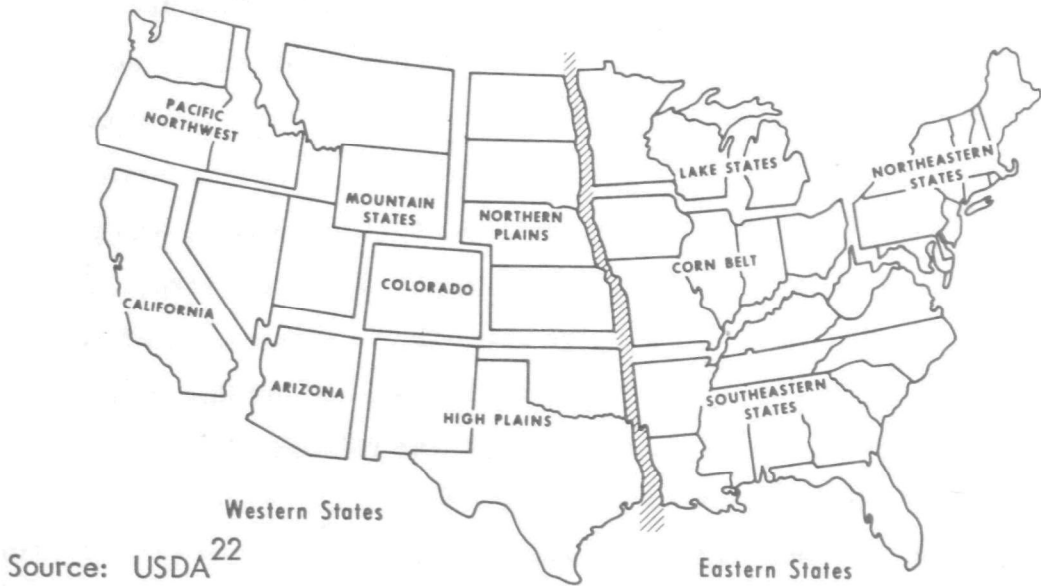 PACIFIC
NORTHWEST
MOUNTAIN
STATES
NORTHERN
PLAINS
LAKE STATES
NORTHEASTERN
STATES
CORN BELT
COLORADO
CALIFORNIA
ARIZONA
HIGH PLAINS
SOUTHEASTERN
STATES
Western States
Eastern States
Source: USDA22